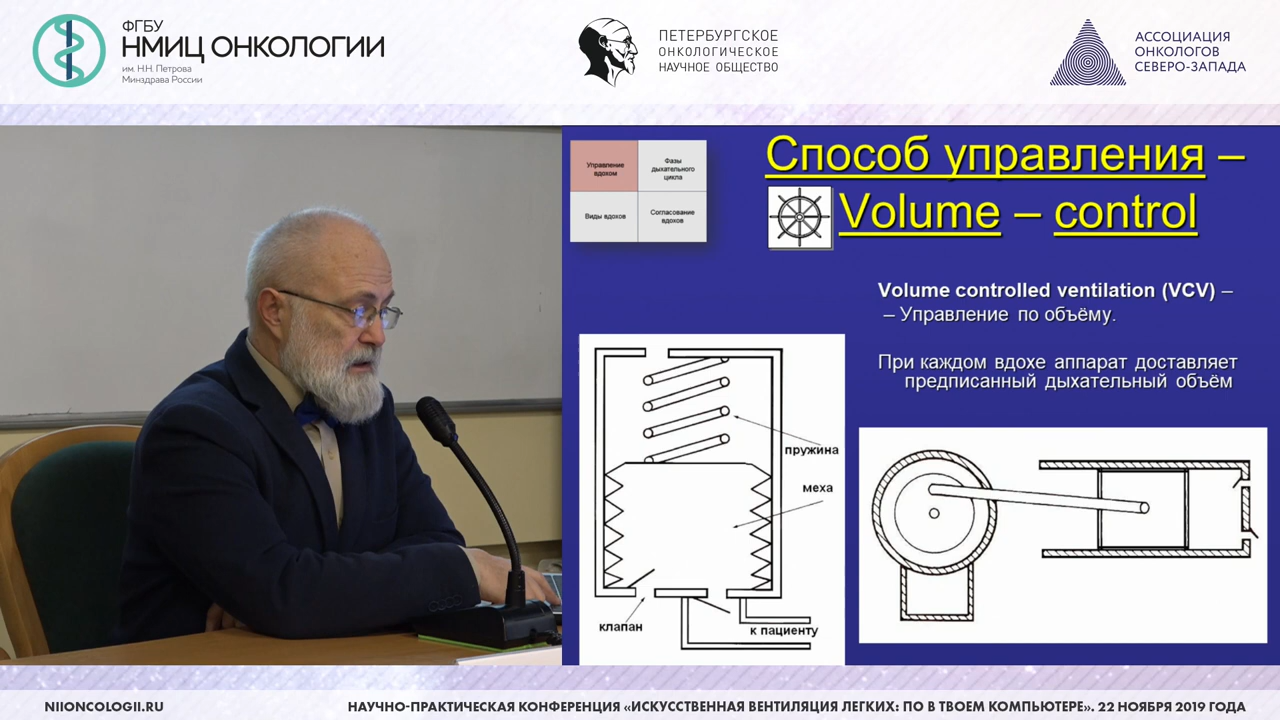 ФГБУ
НМИЦ ОНКОЛОГИИ
им. Н.Н. Петрова
Минздрава России
ПЕТЕРБУРГСКОЕ
ОНКОЛОГИЧЕСКОЕ
НАУЧНОЕ ОБЩЕСТВО
АССОЦИАЦИЯ
ОНКОЛОГОВ
СЕВЕРО-ЗАПАДА
Управление
вдохом
Фазы
дыхательного
цикла
Виды вдохов
Согласование
вдохов
Способ управления –
Volume – control
Volume controlled ventilation (VCV) –
– Управление по объёму.
При каждом вдохе аппарат доставляет
предписанный дыхательный объём
пружина
меха
клапан
к пациенту
NIIONCOLOGII.RU
НАУЧНО-ПРАКТИЧЕСКАЯ КОНФЕРЕНЦИЯ «ИСКУССТВЕННАЯ ВЕНТИЛЯЦИЯ ЛЕГКИХ: ПО В ТВОЕМ КОМПЬЮТЕРЕ». 22 НОЯБРЯ 2019 ГОДА